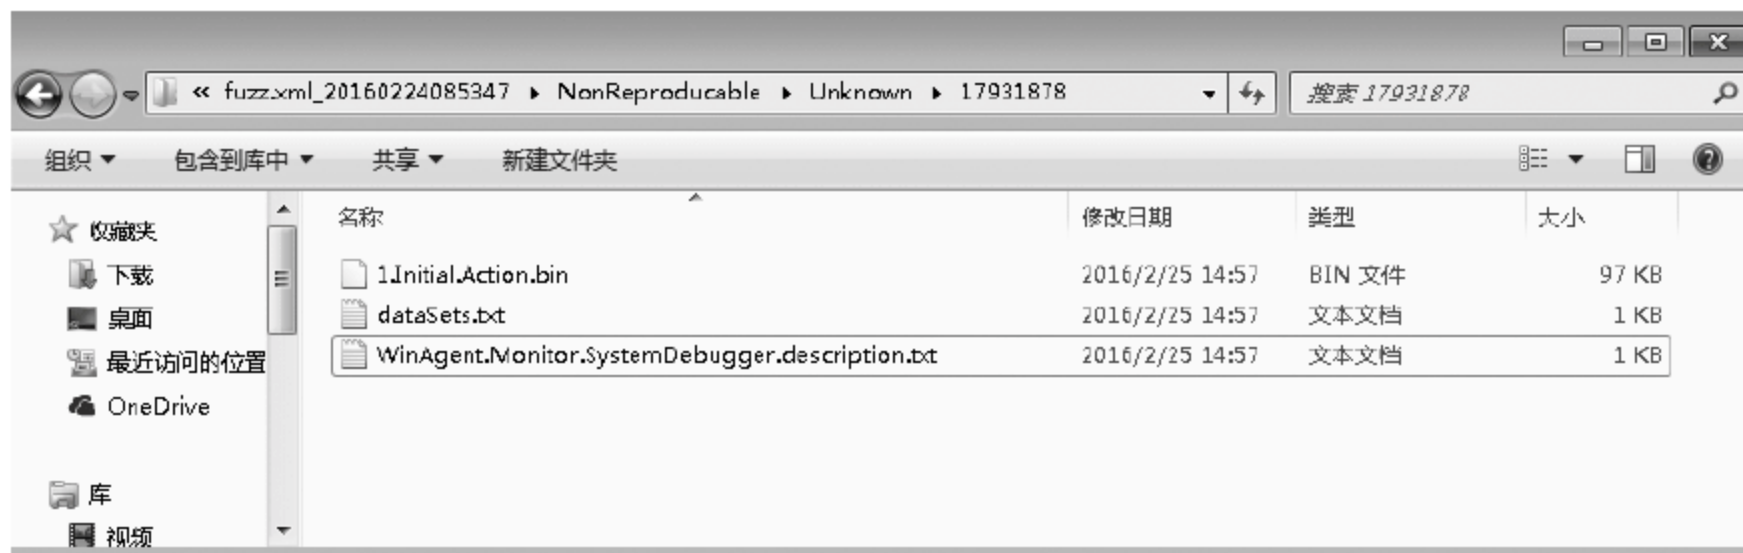 « fuzz.xml_20160224085347 ▸ NonReproducable ▸ Unknown ▸ 17931878 搜索 17931878
组织 包含到库中 共享 新建文件夹
名称 修改日期 类型 大小
收藏夹
下载
桌面
最近访问的位置
OneDrive
库
视频
1.Initial.Action.bin 2016/2/25 14:57 BIN 文件 97 KB
dataSets.txt 2016/2/25 14:57 文本文档 1 KB
WinAgent.Monitor.SystemDebugger.description.txt 2016/2/25 14:57 文本文档 1 KB